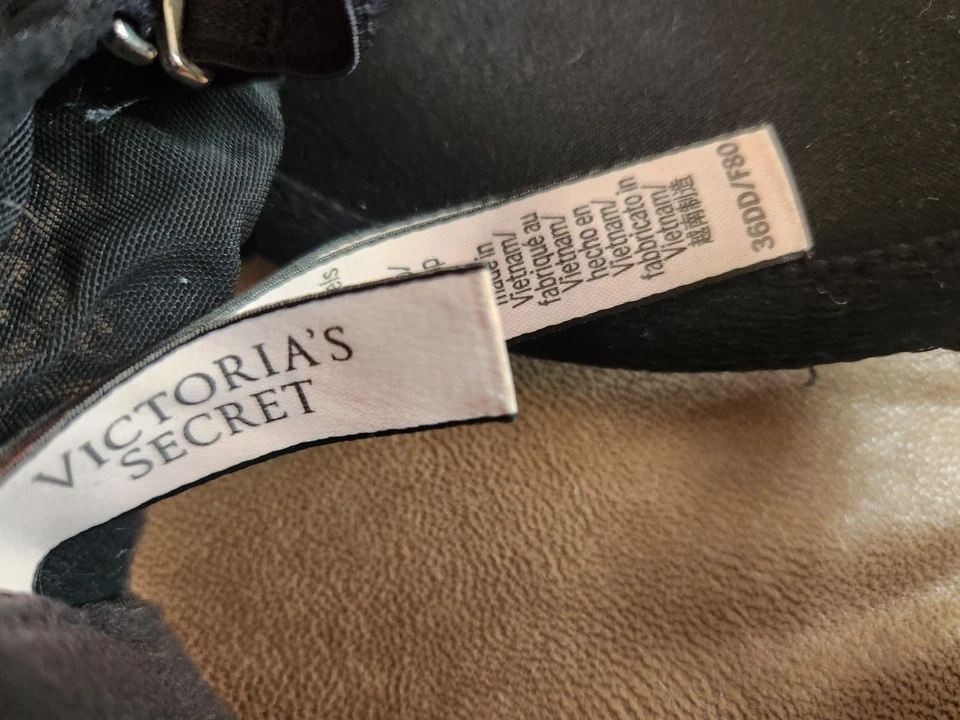 VICTORIA'S
SECRET
made in
Vietnam/
fabriqué au
Vietnam/
hecho en
Vietnam/
fabricato in
Vietnam/
越南制造
36DD/F80